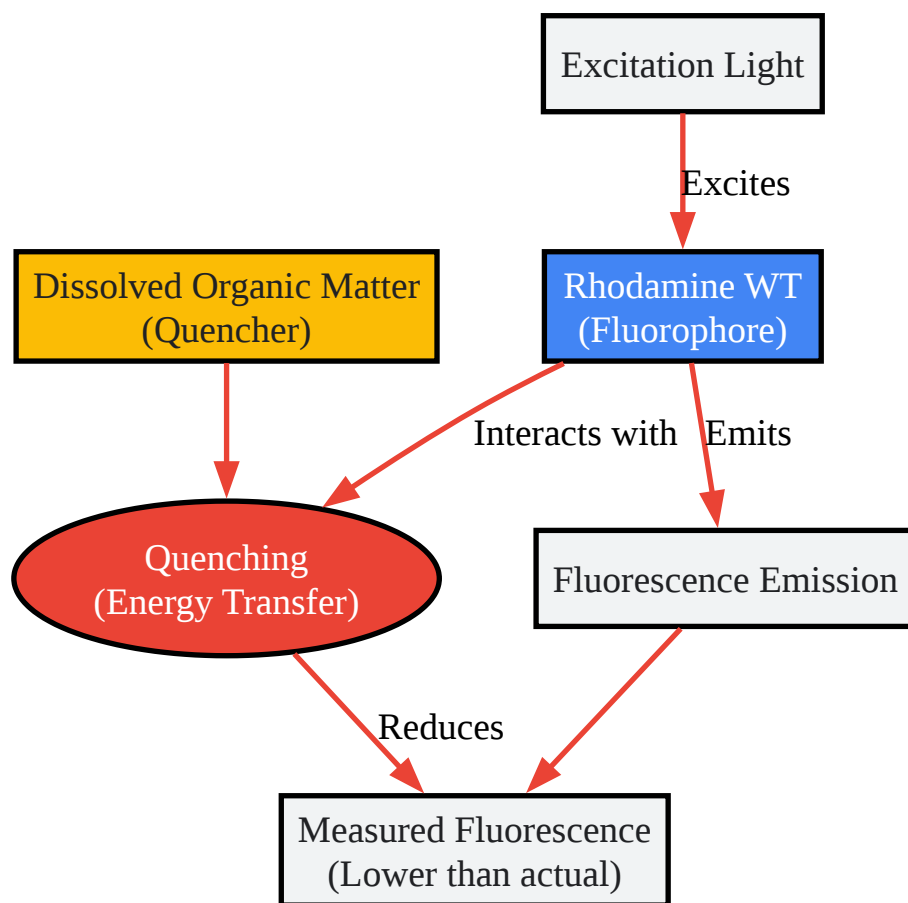 Excitation Light
Excites
Dissolved Organic Matter
(Quencher)
Rhodamine WT
(Fluorophore)
Interacts with
Emits
Quenching
(Energy Transfer)
Fluorescence Emission
Reduces
Measured Fluorescence
(Lower than actual)